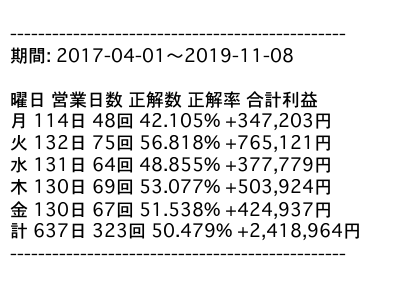 ------------------------------------------------
期間: 2017-04-01〜2019-11-08
曜日 営業日数 正解数 正解率 合計利益
月 114日 48回 42.105% +347,203円
火 132日 75回 56.818% +765,121円
水 131日 64回 48.855% +377,779円
木 130日 69回 53.077% +503,924円
金 130日 67回 51.538% +424,937円
計 637日 323回 50.479% +2,418,964円
------------------------------------------------